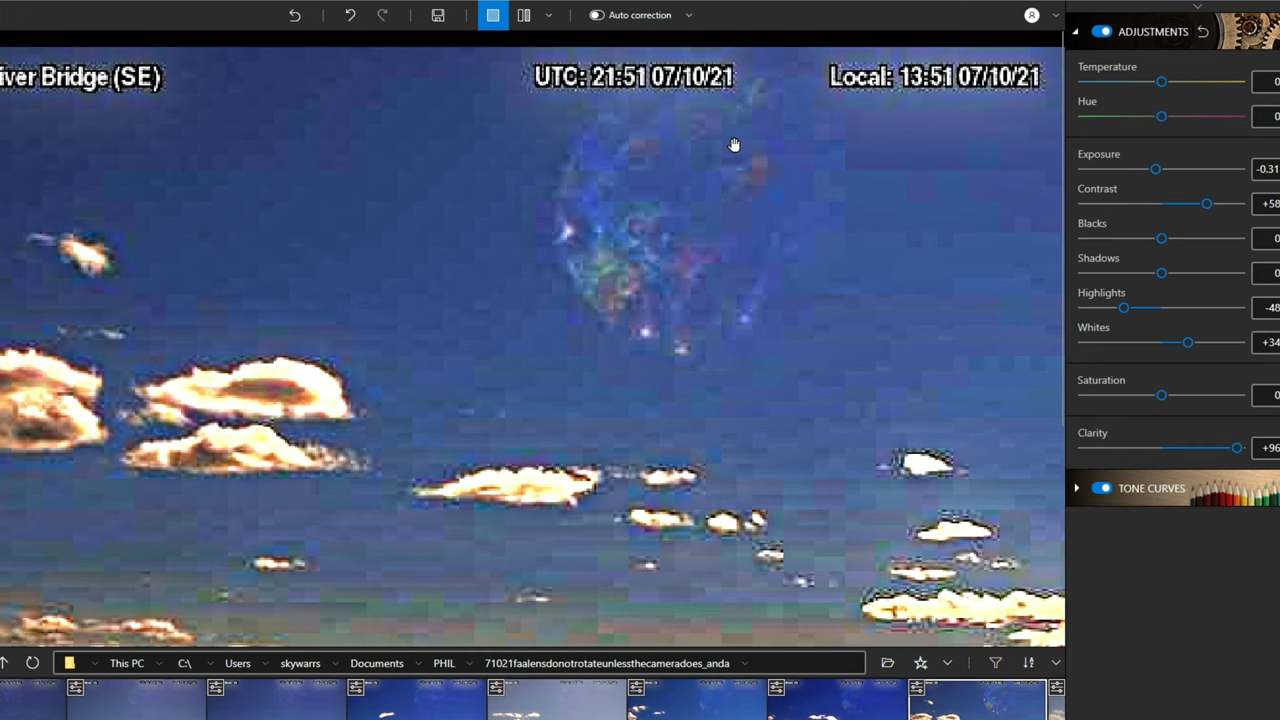 Auto correction
R
ADJUSTMENTS
iver Bridge (SE)
UTC: 21:51 07/10/21
Local: 13:51 07/10/21
Temperature
0
Hue
0
Exposure
-0.31
Contrast
+58
Blacks
0
Shadows
0
Highlights
-48
Whites
+34
Saturation
0
Clarity
+96
TONE CURVES
This PC
C:\
Users
skywarrs
Documents
PHIL
71021faalensdonotrotateunlessthecameradoes_anda